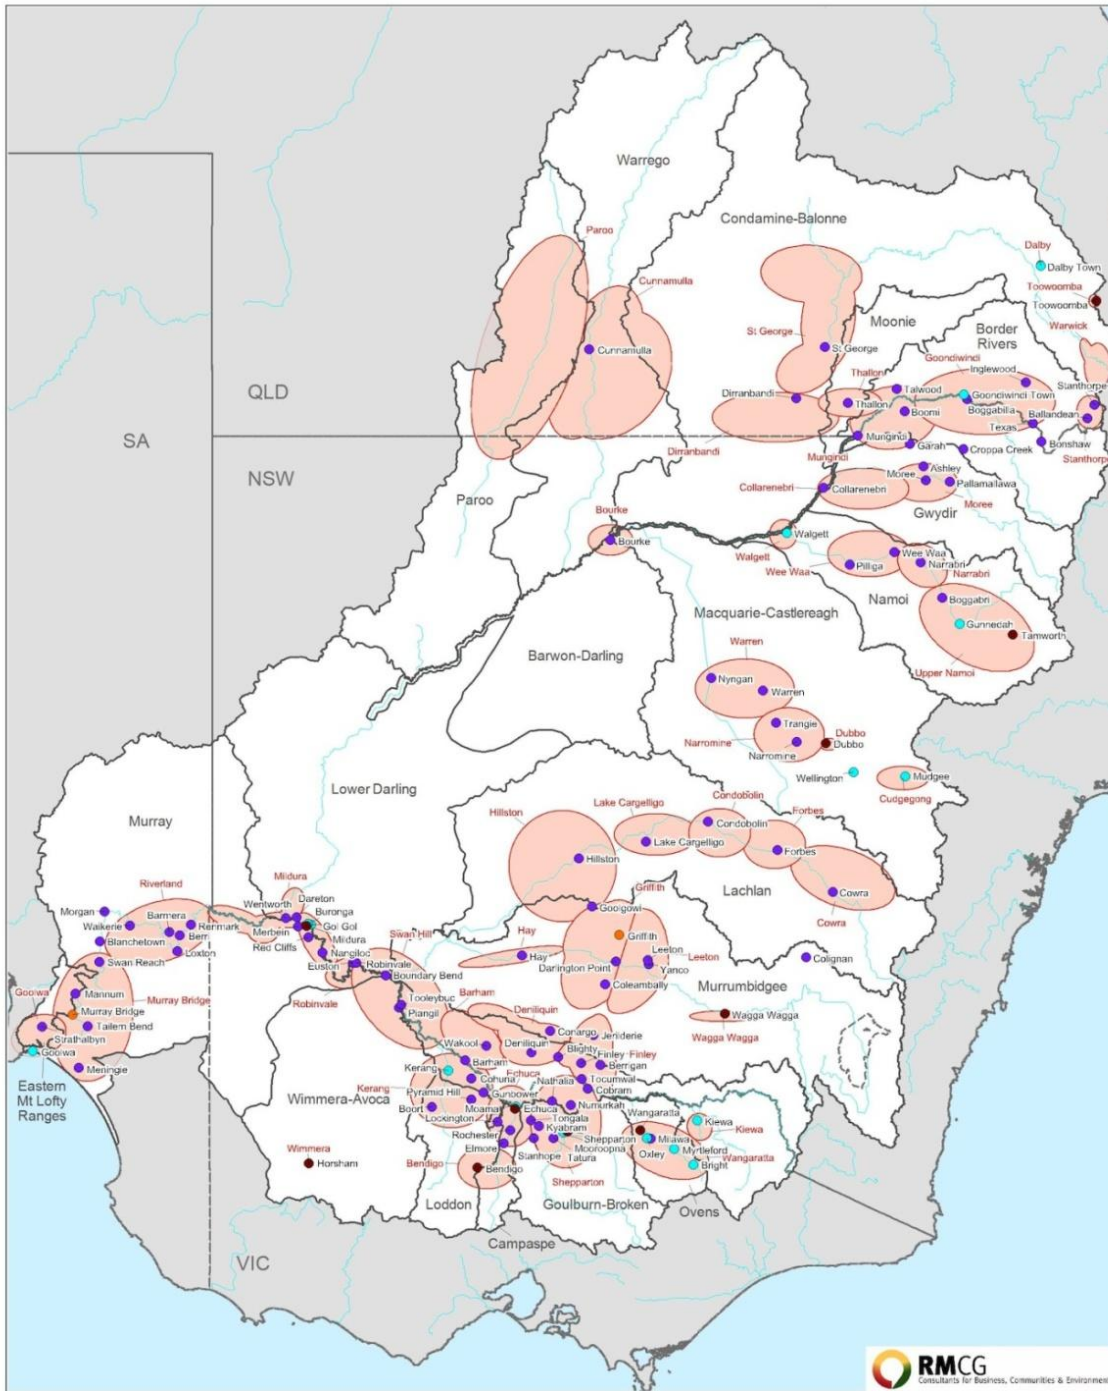 Warrego
Condamine-Balonne
Paroo
Dalby
Dalby Town
Cunnamulla
Toowoomba
Toowoomba
Warwick
St George
Moonie
Border
Rivers
Goondiwindi
Cunnamulla
St George
Inglewood
Thallon
Stanthorpe
QLD
Talwood
Goondiwindi Town
Dirranbandi
Thallon
Boomi
Boggabilla
Ballandean
Texas
SA
Mungindi
Garah
Croppa Creek
Bonshaw
Dirranbandi
Mungindi
Stanthorpe
NSW
Ashley
Moree
Pallamallawa
Collarenebri
Collarenebri
Paroo
Moree
Gwydir
Bourke
Bourke
Walgett
Walgett
Wee Waa
Wee Waa
Pilliga
Narrabri
Narrabri
Namoi
Boggabri
Macquarie-Castlereagh
Gunnedah
Tamworth
Warren
Barwon-Darling
Upper Namoi
Nyngan
Warren
Trangie
Dubbo
Narromine
Dubbo
Narromine
Wellington
Mudgee
Lower Darling
Cudgegong
Condobolin
Lake Cargelligo
Forbes
Hillston
Murray
Condobolin
Lake Cargelligo
Forbes
Hillston
Mildura
Riverland
Griffith
Lachlan
Cowra
Dareton
Wentworth
Goolgowi
Morgan
Barmera
Buronga
Cowra
Waikerie
Renmark
Gol Gol
Merbein
Berri
Swan Hill
Griffith
Blanchetown
Red Cliffs
Mildura
Hay
Leeton
Loxton
Nangiloc
Hay
Leeton
Colignan
Swan Reach
Euston
Robinvale
Darlington Point
Yanco
Boundary Bend
Coleambally
Murrumbidgee
Goolwa
Mannum
Murray Bridge
Robinvale
Barham
Tooleybuc
Murray Bridge
Piangil
Deniliquin
Wagga Wagga
Tailem Bend
Conargo
Jerilderie
Wagga Wagga
Strathalbyn
Wakool
Deniliquin
Blighty
Goolwa
Finley
Finley
Barham
Meningie
Kerang
Echuca
Berrigan
Eastern
Mt Lofty
Ranges
Cohuna
Nathalia
Tocumwal
Kerang
Pyramid Hill
Gunbower
Cobram
Wimmera-Avoca
Boort
Moama
Echuca
Numurkah
Wangaratta
Kiewa
Lockington
Tongala
Kiewa
Rochester
Kyabram
Shepparton
Milawa
Wimmera
Elmore
Mooroopna
Oxley
Myrtleford
Horsham
Bendigo
Stanhope
Tatura
Wangaratta
Bendigo
Bright
Shepparton
Loddon
Goulburn-Broken
Ovens
Campaspe
VIC
RMCG
Consultants for Business, Communities & Environment